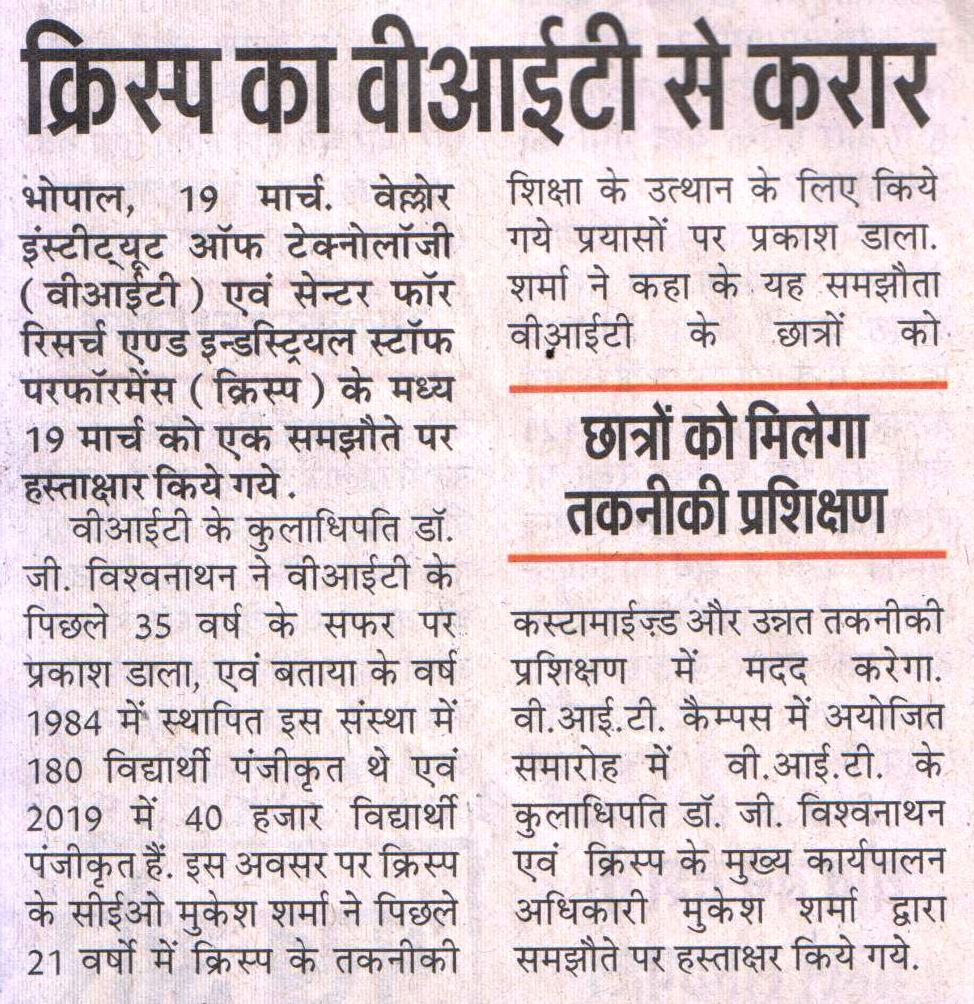 क्रिस्प का वीआईटी से करार
भोपाल, 19 मार्च. वेल्लोर
इंस्टीट्यूट ऑफ टेक्नोलॉजी
(वीआईटी) एवं सेन्टर फॉर
रिसर्च एण्ड इन्डस्ट्रियल स्टॉफ
परफॉरमेंस (क्रिस्प) के मध्य
19 मार्च को एक समझौते पर
हस्ताक्षार किये गये.
वीआईटी के कुलाधिपति डॉ.
जी. विश्वनाथन ने वीआईटी के
पिछले 35 वर्ष के सफर पर
प्रकाश डाला, एवं बताया के वर्ष
1984 में स्थापित इस संस्था में
180 विद्यार्थी पंजीकृत थे एवं
2019 में 40 हजार विद्यार्थी
पंजीकृत हैं. इस अवसर पर क्रिस्प
के सीईओ मुकेश शर्मा ने पिछले
21 वर्षो में क्रिस्प के तकनीकी
शिक्षा के उत्थान के लिए किये
गये प्रयासों पर प्रकाश डाला.
शर्मा ने कहा के यह समझौता
वीआईटी के छात्रों को
छात्रों को मिलेगा
तकनीकी प्रशिक्षण
कस्टामाईज़्ड और उन्नत तकनीकी
प्रशिक्षण में मदद करेगा.
वी.आई.टी. कैम्पस में अयोजित
समारोह में वी.आई.टी. के
कुलाधिपति डॉ. जी. विश्वनाथन
एवं क्रिस्प के मुख्य कार्यपालन
अधिकारी मुकेश शर्मा द्वारा
समझौते पर हस्ताक्षर किये गये.